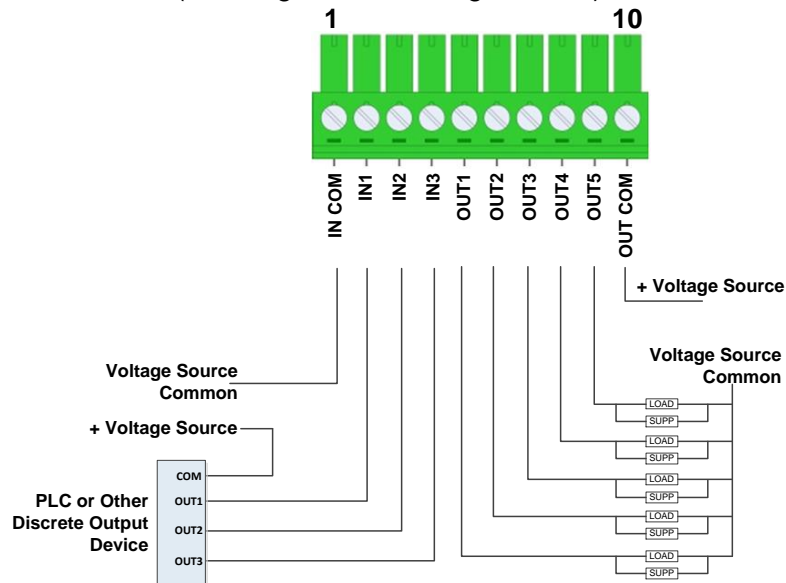 1 10
IN COM
IN1
IN2
IN3
OUT1
OUT2
OUT3
OUT4
OUT5
OUT COM
+ Voltage Source
Voltage Source
Common
Voltage Source
Common
+ Voltage Source
PLC or Other
Discrete Output
Device
COM
OUT1
OUT2
OUT3
LOAD
SUPP
LOAD
SUPP
LOAD
SUPP
LOAD
SUPP
LOAD
SUPP